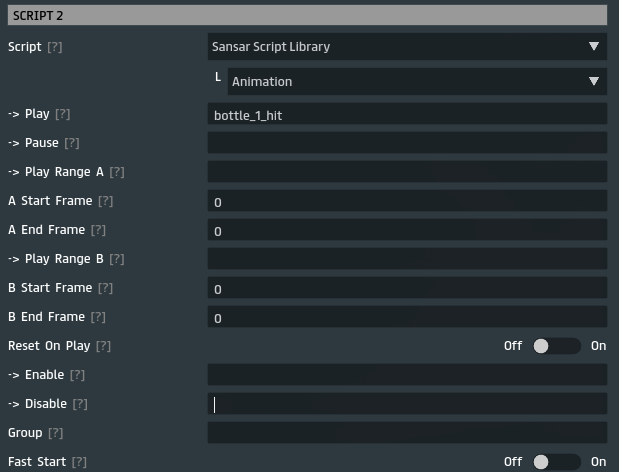 SCRIPT 2
Script [?] Sansar Script Library
L Animation
-> Play [?] bottle_1_hit
-> Pause [?]
-> Play Range A [?]
A Start Frame [?] 0
A End Frame [?] 0
-> Play Range B [?]
B Start Frame [?] 0
B End Frame [?] 0
Reset On Play [?] Off On
-> Enable [?]
-> Disable [?]
Group [?]
Fast Start [?] Off On